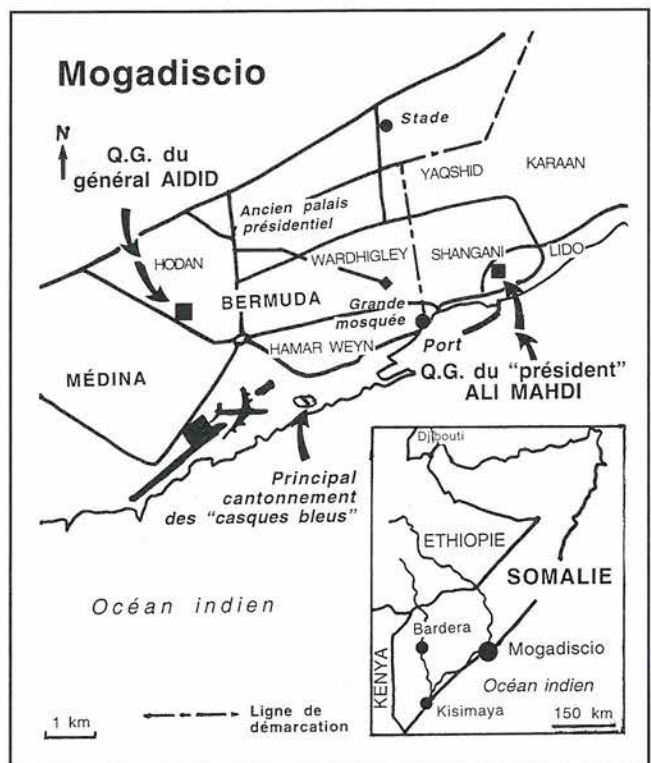 Mogadiscio
N
Q.G. du
général AIDID
Stade
YAQSHID
KARAAN
Ancien palais
présidentiel
HODAN
WARDHIGLEY
SHANGANI
LIDO
BERMUDA
Grande
mosquée
HAMAR WEYN
Port
MÉDINA
Q.G. du "président"
ALI MAHDI
Principal
cantonnement
des "casques bleus"
Océan indien
1 km
Ligne de
démarcation
Djibouti
ETHIOPIE
SOMALIE
Bardera
Mogadiscio
KENYA
Océan indien
Kisimaya
150 km